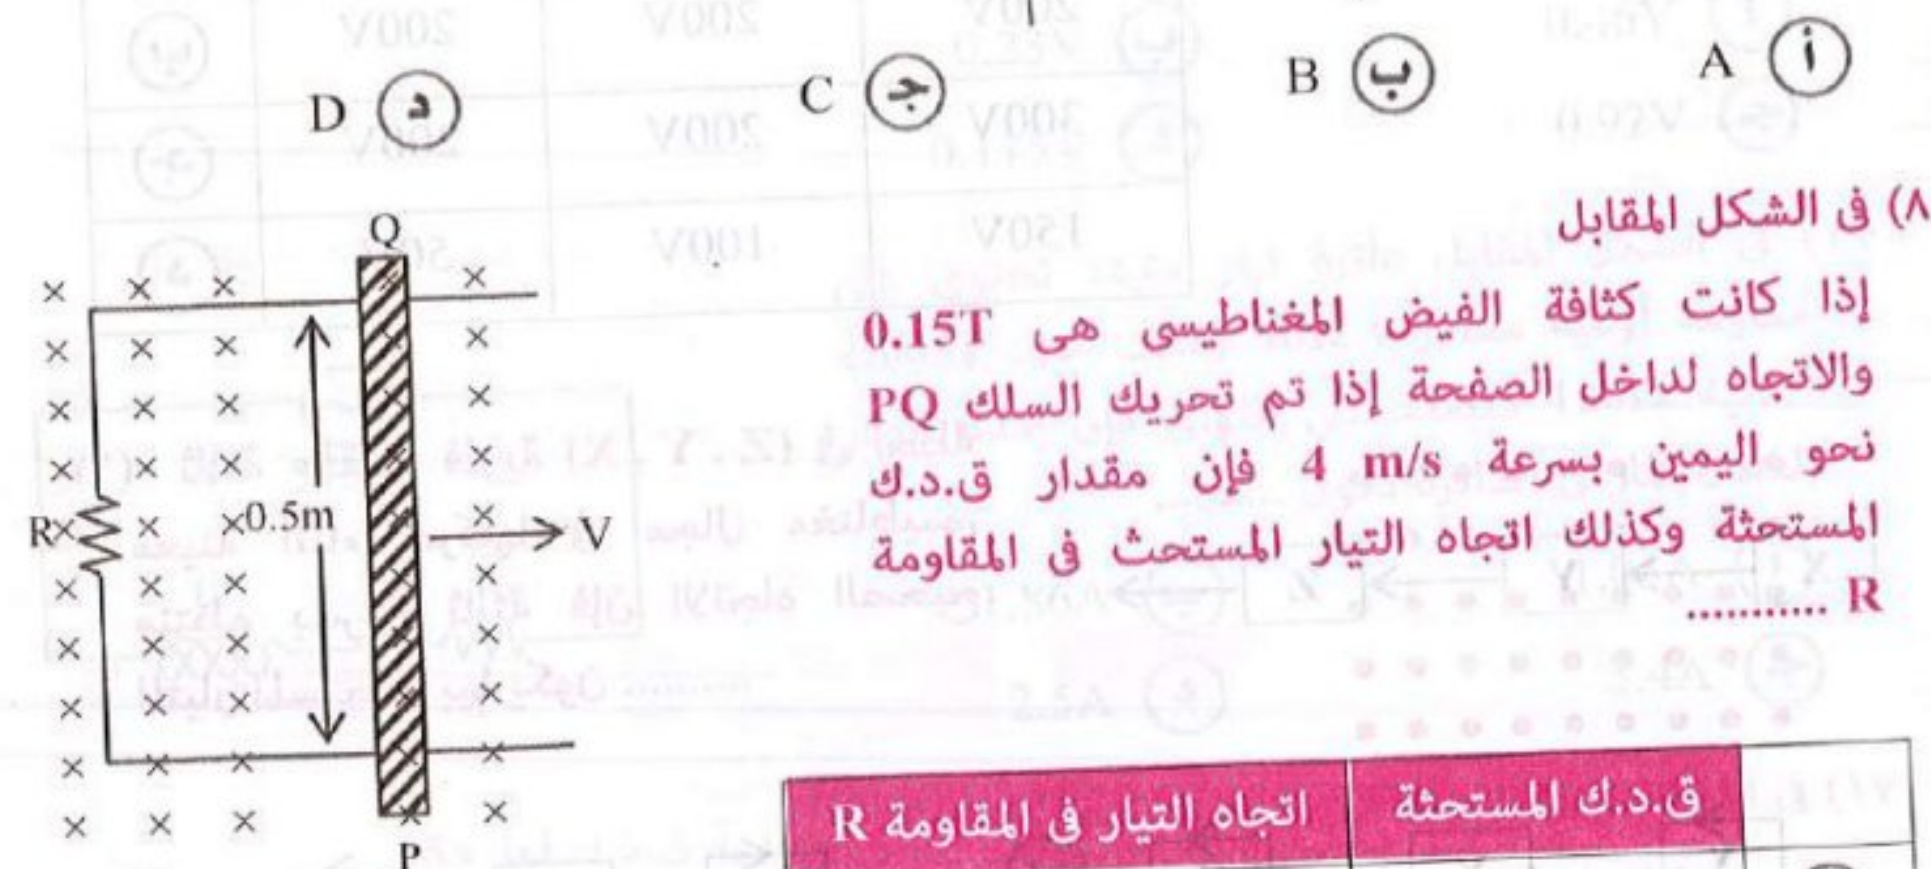 أ A
ب B
ج C
د D
٨) فى الشكل المقابل
إذا كانت كثافة الفيض المغناطيسى هى 0.15T
والاتجاه لداخل الصفحة إذا تم تحريك السلك PQ
نحو اليمين بسرعة 4 m/s فإن مقدار ق.د.ك
المستحثة وكذلك اتجاه التيار المستحث فى المقاومة
R ...........
Q
R
0.5m
V
P
ق.د.ك المستحثة
اتجاه التيار فى المقاومة R